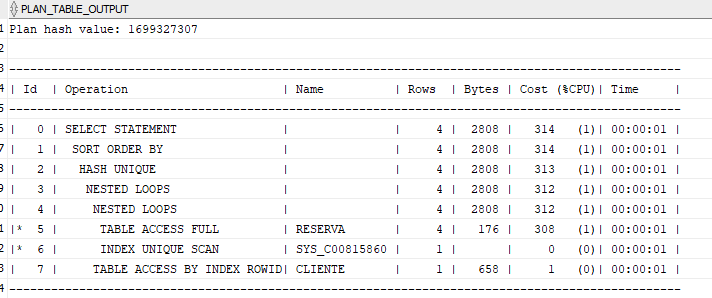 PLAN_TABLE_OUTPUT
1 Plan hash value: 1699327307
2
3 --------------------------------------------------------------------------------------------------
4 | Id  | Operation                    | Name          | Rows  | Bytes | Cost (%CPU)| Time     |
5 --------------------------------------------------------------------------------------------------
6 |   0 | SELECT STATEMENT             |               |     4 |  2808 |   314   (1)| 00:00:01 |
7 |   1 |  SORT ORDER BY               |               |     4 |  2808 |   314   (1)| 00:00:01 |
8 |   2 |   HASH UNIQUE                |               |     4 |  2808 |   313   (1)| 00:00:01 |
9 |   3 |    NESTED LOOPS              |               |     4 |  2808 |   312   (1)| 00:00:01 |
0 |   4 |     NESTED LOOPS             |               |     4 |  2808 |   312   (1)| 00:00:01 |
1 |*  5 |      TABLE ACCESS FULL       | RESERVA       |     4 |   176 |   308   (1)| 00:00:01 |
2 |*  6 |      INDEX UNIQUE SCAN       | SYS_C00815860 |     1 |       |     0   (0)| 00:00:01 |
3 |   7 |     TABLE ACCESS BY INDEX ROWID| CLIENTE     |     1 |   658 |     1   (0)| 00:00:01 |
4 --------------------------------------------------------------------------------------------------